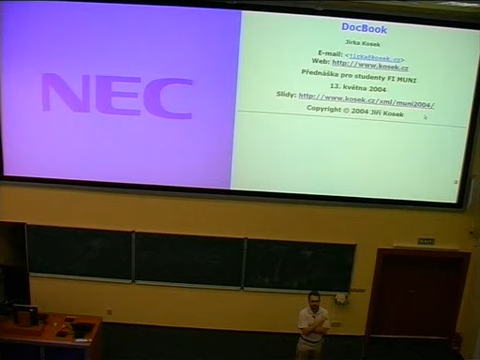 NEC
DocBook
Jirka Kosek
E-mail: <jirka@kosek.cz>
Web: http://www.kosek.cz
Přednáška pro studenty FI MUNI
13. května 2004
Slidy: http://www.kosek.cz/xml/muni2004/
Copyright © 2004 Jiří Kosek